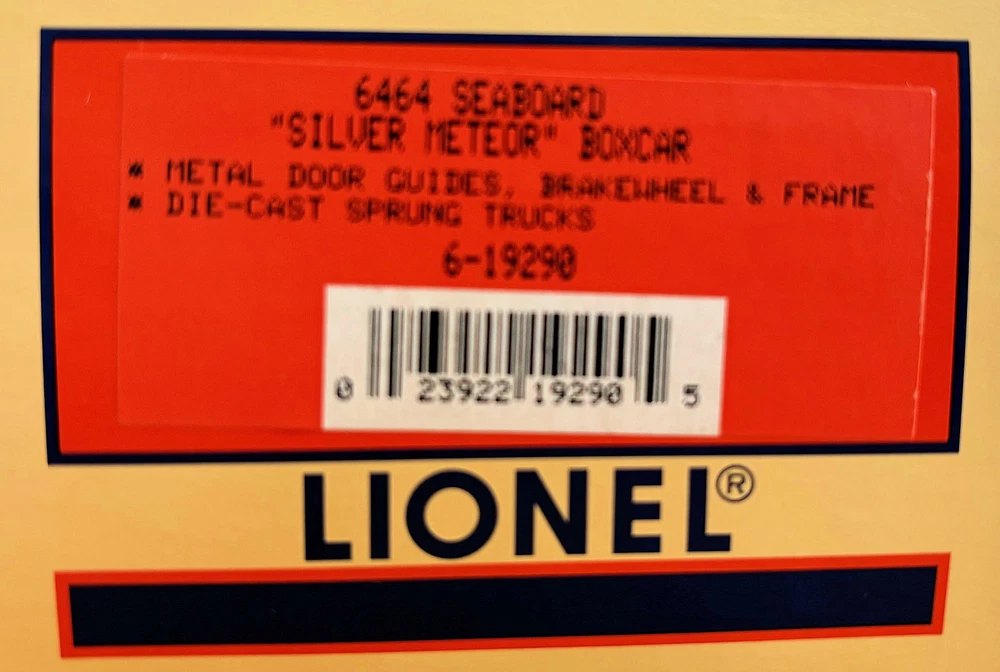 6464 SEABOARD
"SILVER METEOR" BOXCAR
* METAL DOOR GUIDES, BRAKEWHEEL & FRAME
* DIE-CAST SPRUNG TRUCKS
6-19290
0 23922 19290 5
LIONEL®